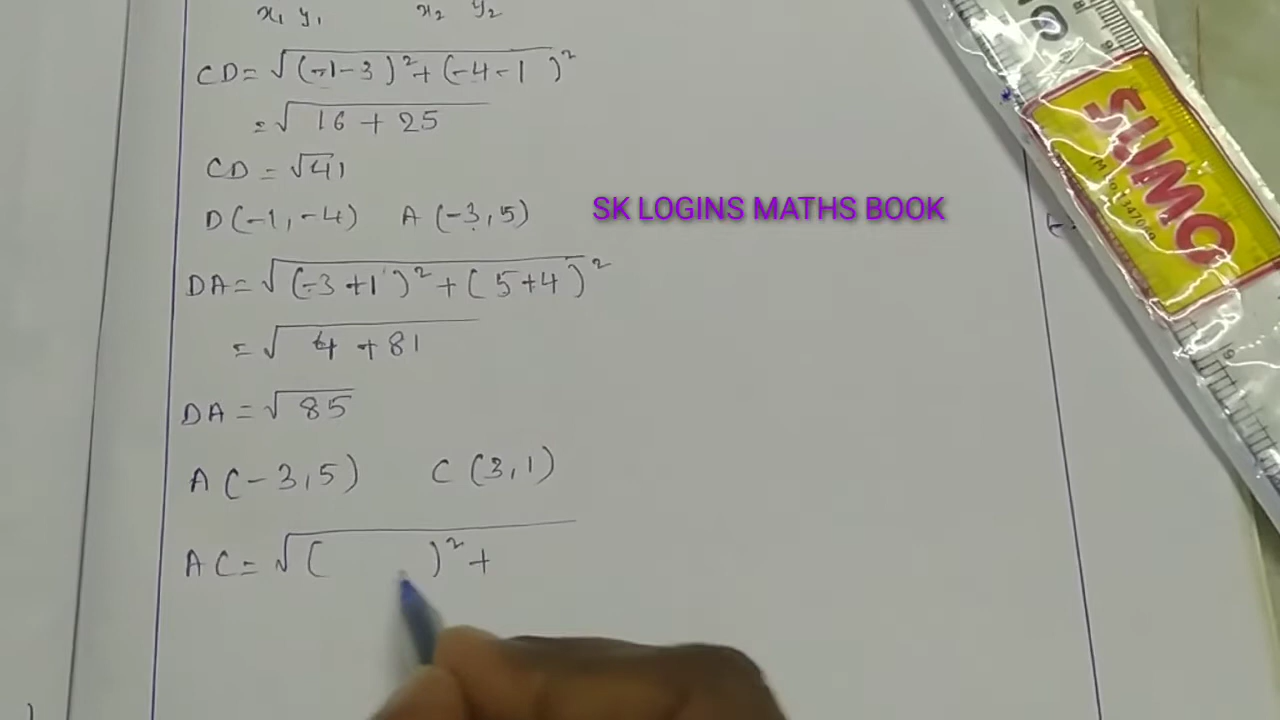 x₁ y₁ x₂ y₂
CD = √(-1-3)² + (-4-1)²
= √16 + 25
CD = √41
D(-1,-4) A(-3,5)
SK LOGINS MATHS BOOK
DA = √(-3+1)² + (5+4)²
= √4 + 81
DA = √85
A(-3,5) C(3,1)
AC = √( )² +
SUMO